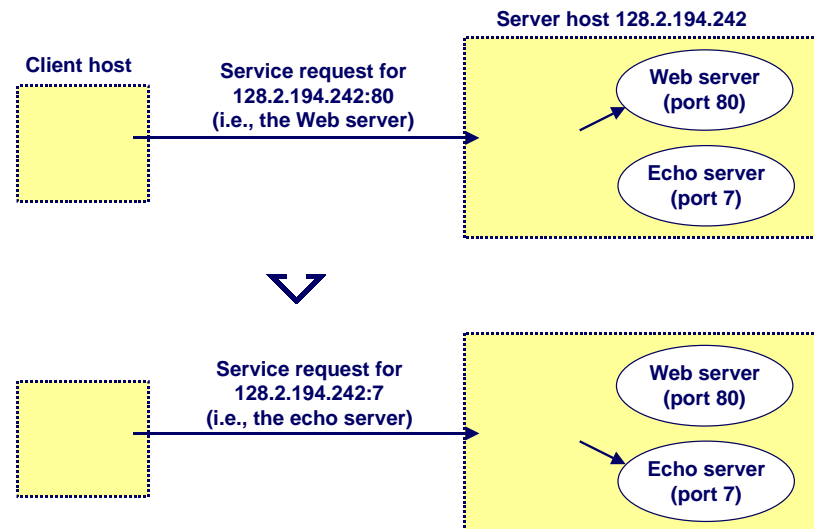 Server host 128.2.194.242
Client host
Service request for
128.2.194.242:80
(i.e., the Web server)
Web server
(port 80)
Echo server
(port 7)
Service request for
128.2.194.242:7
(i.e., the echo server)
Web server
(port 80)
Echo server
(port 7)